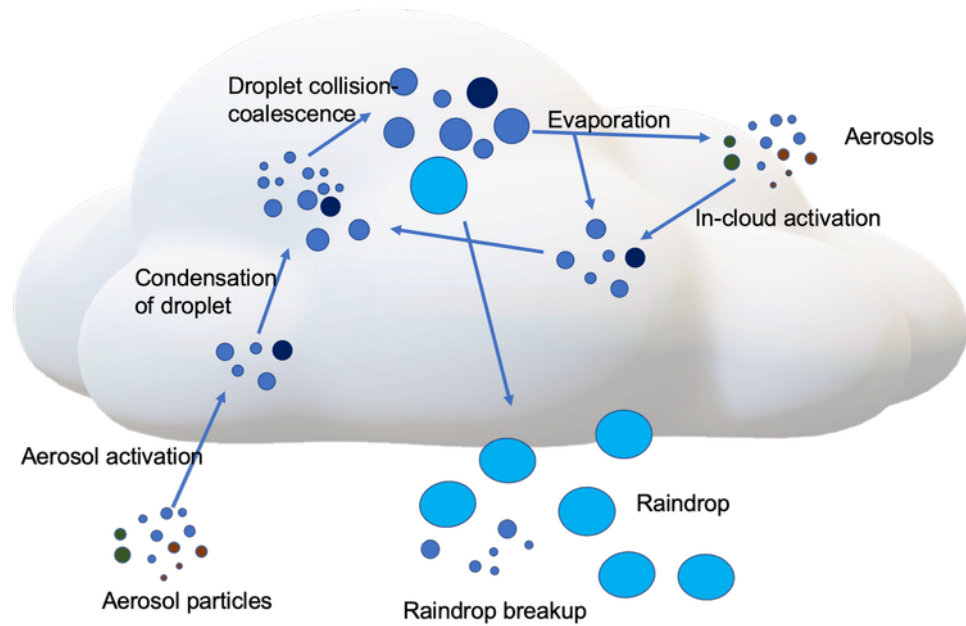 Droplet collision-
coalescence
Evaporation
Aerosols
In-cloud activation
Condensation
of droplet
Aerosol activation
Raindrop
Aerosol particles
Raindrop breakup